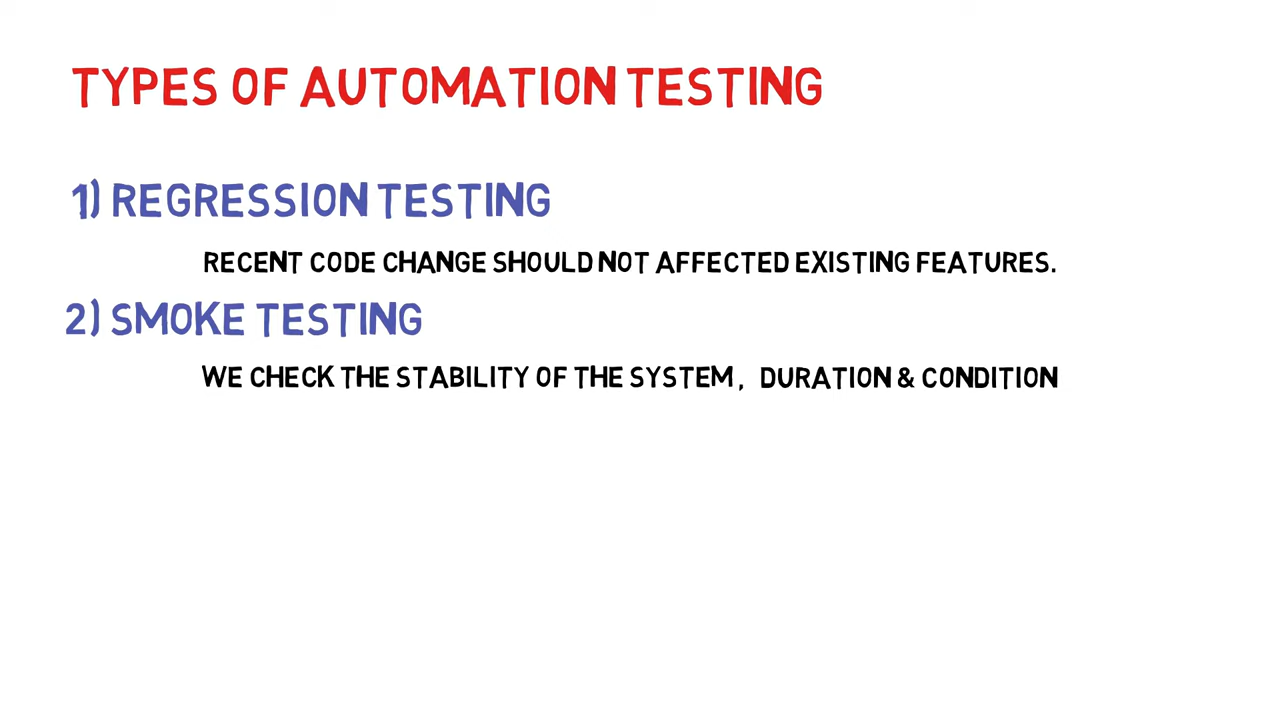 TYPES OF AUTOMATION TESTING
1) REGRESSION TESTING
RECENT CODE CHANGE SHOULD NOT AFFECTED EXISTING FEATURES.
2) SMOKE TESTING
WE CHECK THE STABILITY OF THE SYSTEM, DURATION & CONDITION